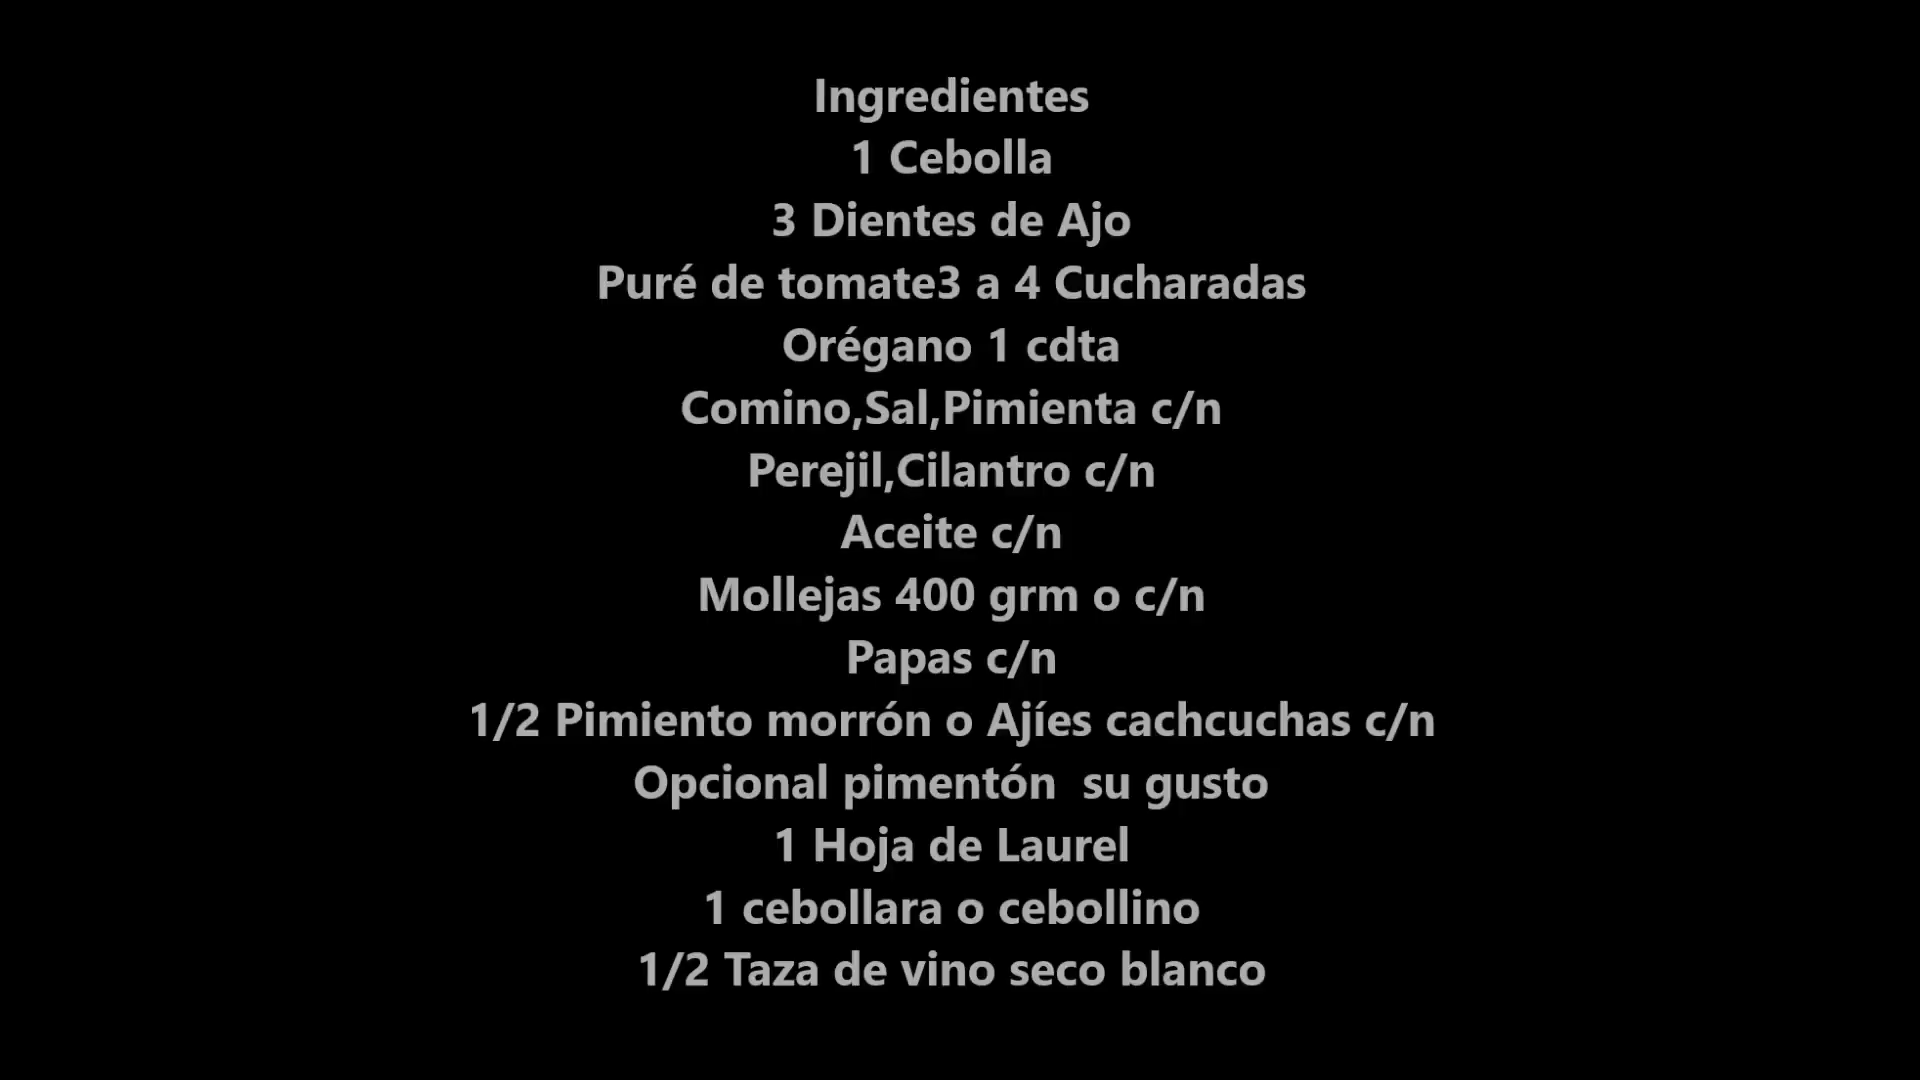 Ingredientes
1 Cebolla
3 Dientes de Ajo
Puré de tomate3 a 4 Cucharadas
Orégano 1 cdta
Comino,Sal,Pimienta c/n
Perejil,Cilantro c/n
Aceite c/n
Mollejas 400 grm o c/n
Papas c/n
1/2 Pimiento morrón o Ajíes cachcuchas c/n
Opcional pimentón  su gusto
1 Hoja de Laurel
1 cebollara o cebollino
1/2 Taza de vino seco blanco